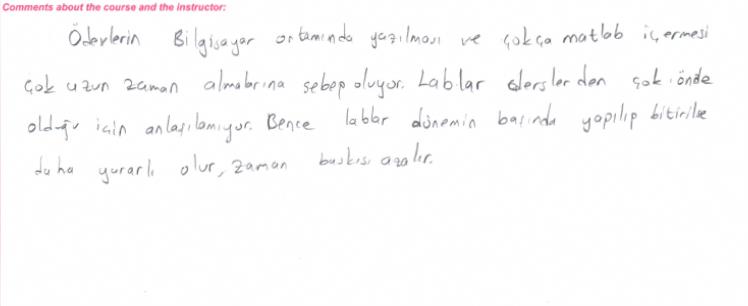 Comments about the course and the instructor:
Ödevlerin Bilgisayar ortamında yazılması ve çokça matlab içermesi
çok uzun zaman almalarına sebep oluyor. Lablar derslerden çok önde
olduğu için anlaşılamıyor. Bence lablar dönemin başında yapılıp bitirilse
daha yararlı olur, zaman baskısı azalır.